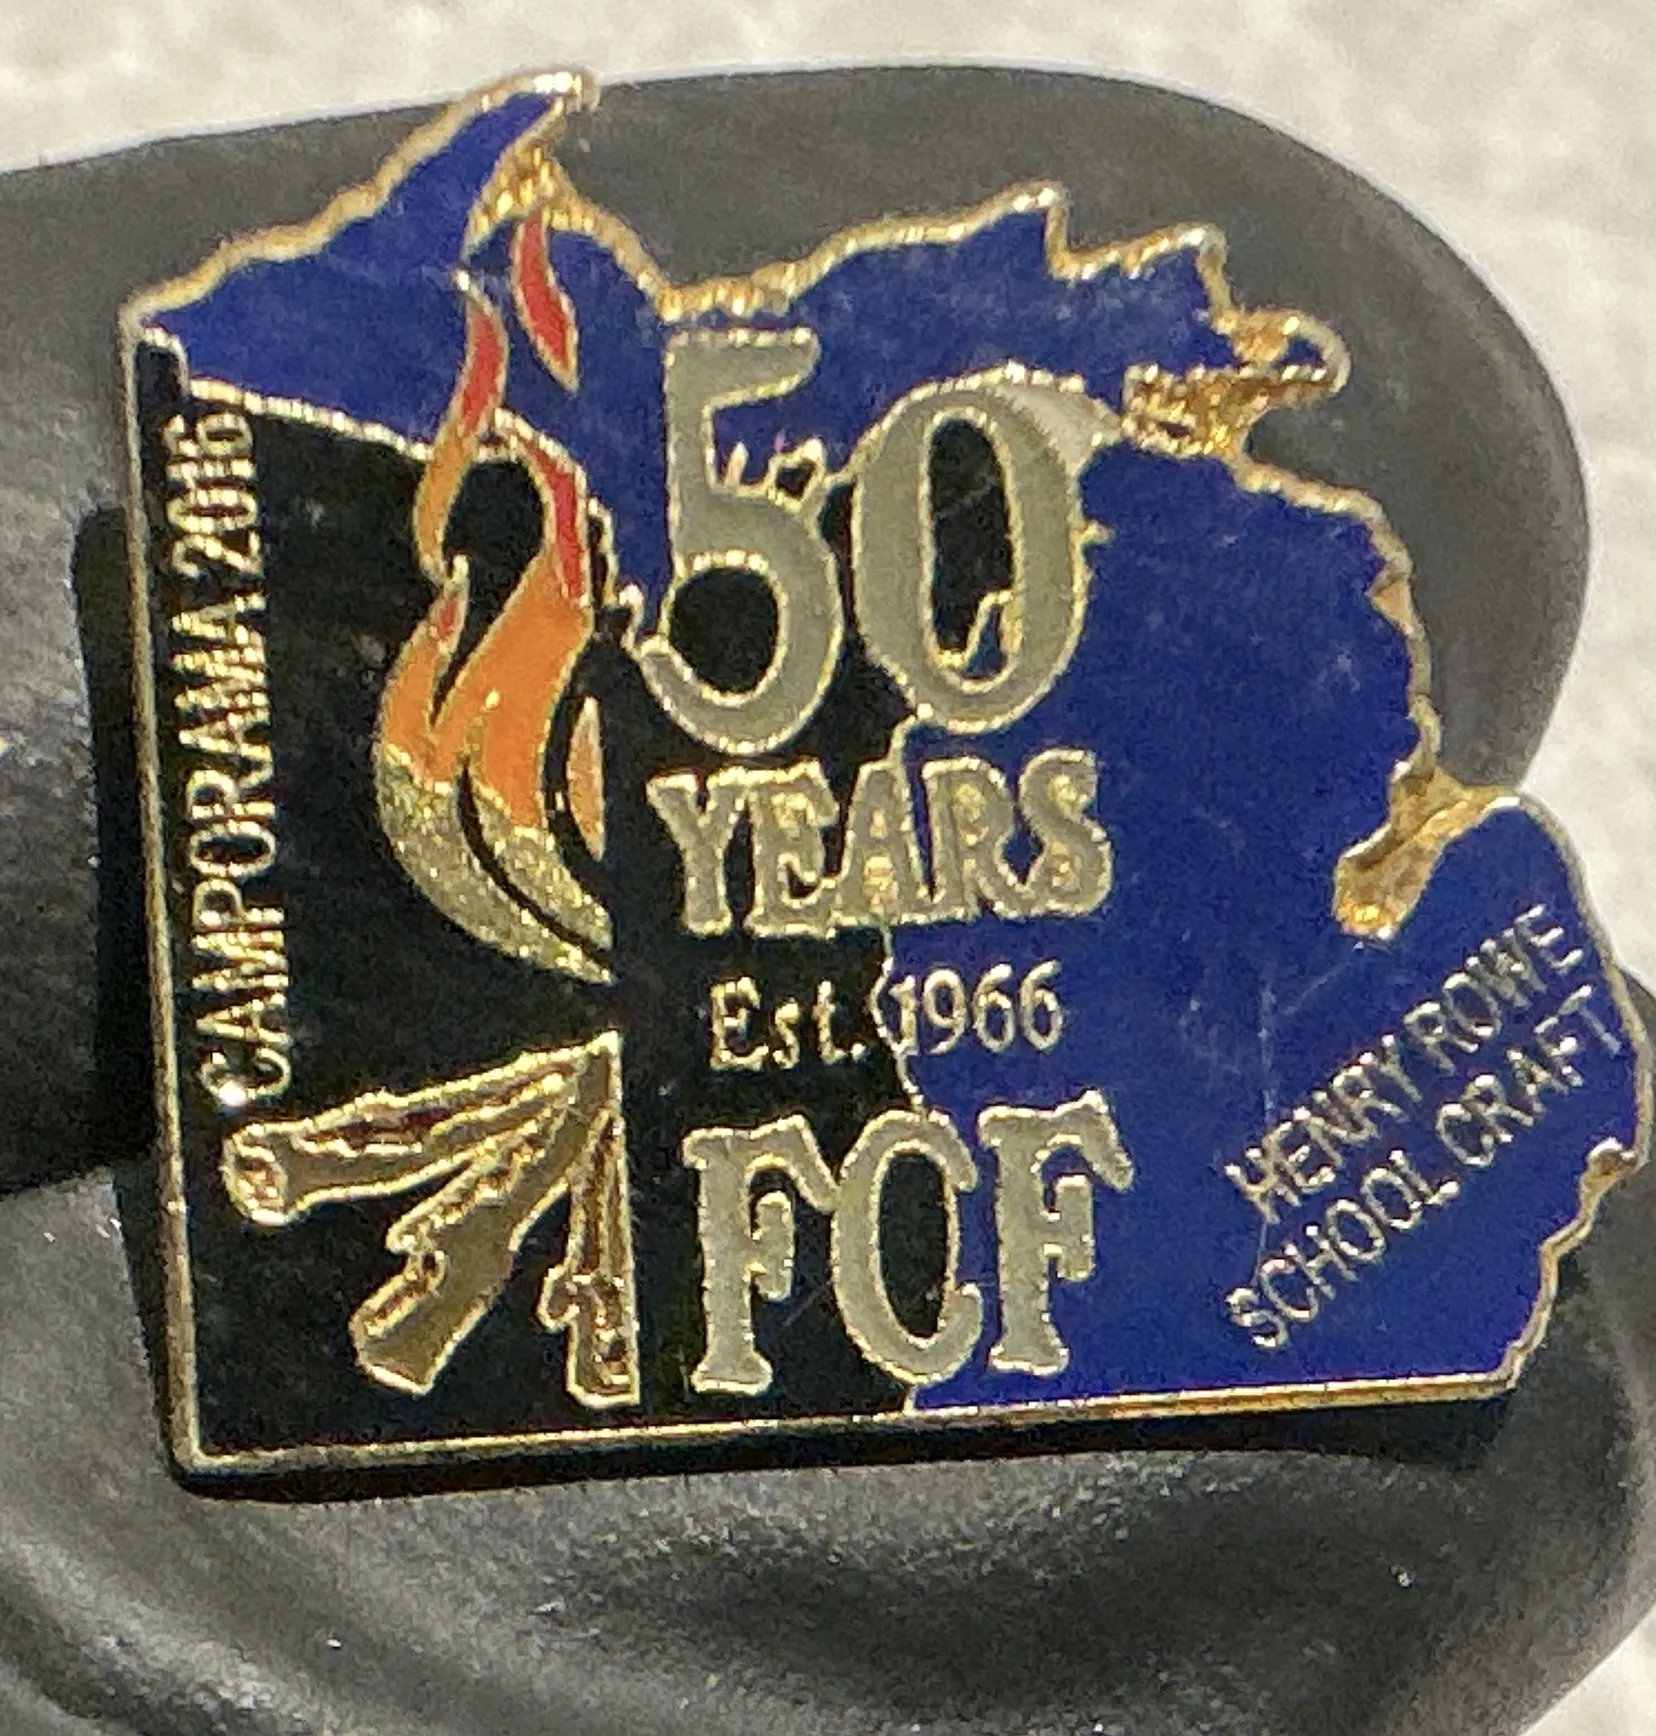 CAMPORAMA 2016
50
YEARS
Est. 1966
FCF
HENRY ROWE
SCHOOL CRAFT